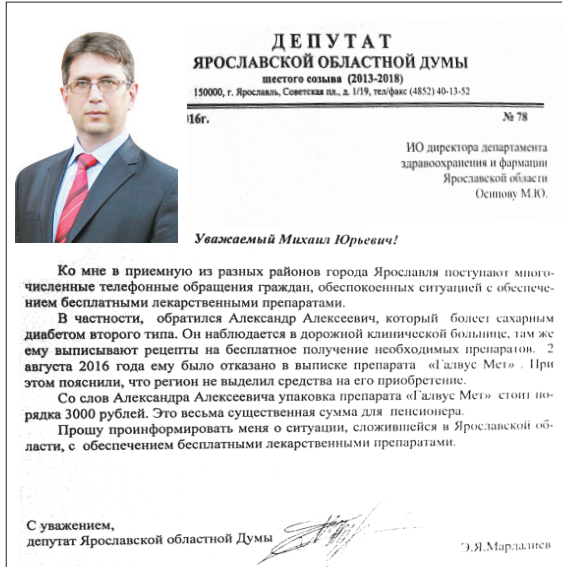 ДЕПУТАТ
ЯРОСЛАВСКОЙ ОБЛАСТНОЙ ДУМЫ
шестого созыва (2013-2018)
150000, г. Ярославль, Советская пл., д. 1/19, тел/факс (4852) 40-13-52
16г. № 78
ИО директора департамента
здравоохранения и фармации
Ярославской области
Осипову М.Ю.
Уважаемый Михаил Юрьевич!
Ко мне в приемную из разных районов города Ярославля поступают много-
численные телефонные обращения граждан, обеспокоенных ситуацией с обеспече-
нием бесплатными лекарственными препаратами.
В частности, обратился Александр Алексеевич, который болеет сахарным
диабетом второго типа. Он наблюдается в дорожной клинической больнице, там же
ему выписывают рецепты на бесплатное получение необходимых препаратов. 2
августа 2016 года ему было отказано в выписке препарата «Галвус Мет» . При
этом пояснили, что регион не выделил средства на его приобретение.
Со слов Александра Алексеевича упаковка препарата «Галвус Мет» стоит по-
рядка 3000 рублей. Это весьма существенная сумма для пенсионера.
Прошу проинформировать меня о ситуации, сложившейся в Ярославской об-
ласти, с обеспечением бесплатными лекарственными препаратами.
С уважением,
депутат Ярославской областной Думы
Э.Я.Мардалиев